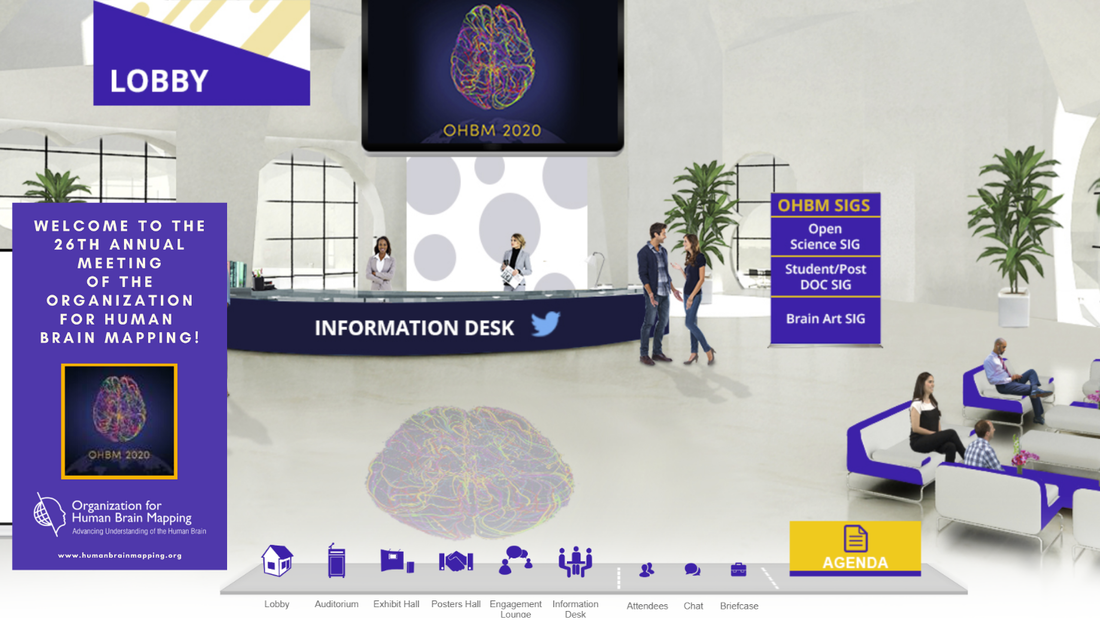 LOBBY
OHBM 2020
WELCOME TO THE
26TH ANNUAL
MEETING
OF THE
ORGANIZATION
FOR HUMAN
BRAIN MAPPING!
OHBM 2020
Organization for
Human Brain Mapping
Advancing Understanding of the Human Brain
www.humanbrainmapping.org
INFORMATION DESK
OHBM SIGS
Open
Science SIG
Student/Post
DOC SIG
Brain Art SIG
AGENDA
Lobby
Auditorium
Exhibit Hall
Posters Hall
Engagement
Lounge
Information
Desk
Attendees
Chat
Briefcase